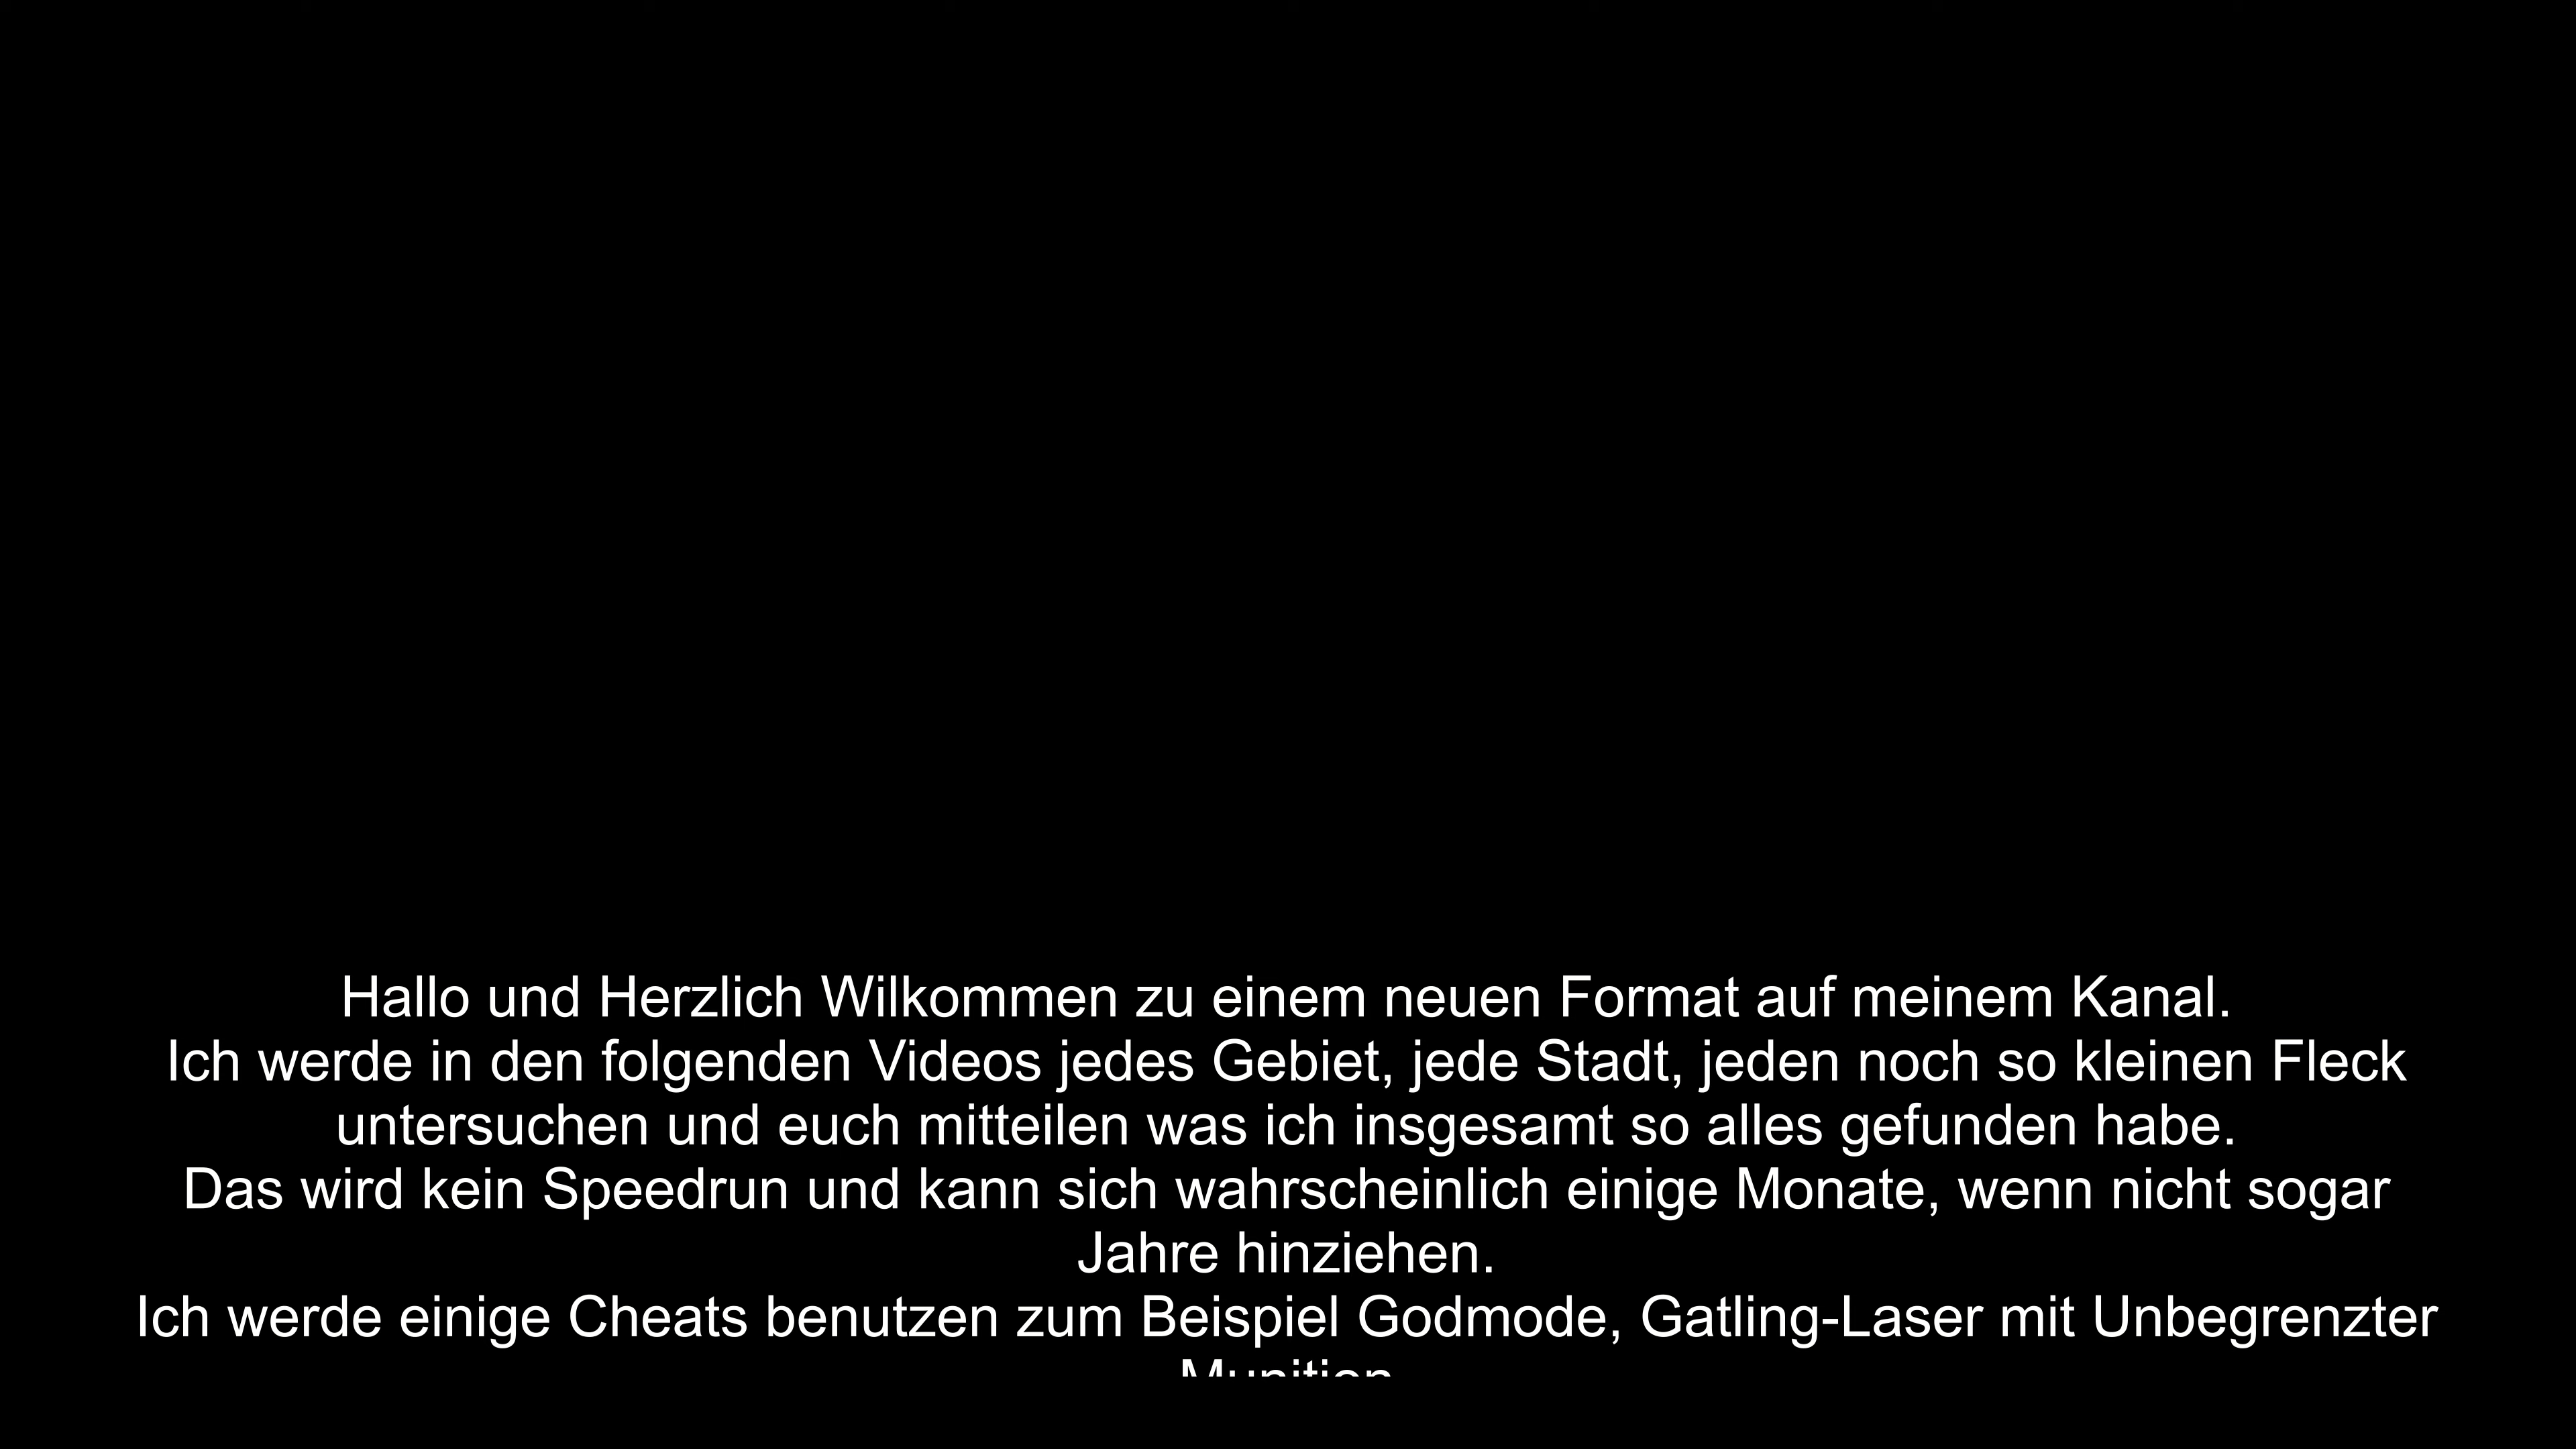 Hallo und Herzlich Wilkommen zu einem neuen Format auf meinem Kanal.
Ich werde in den folgenden Videos jedes Gebiet, jede Stadt, jeden noch so kleinen Fleck
untersuchen und euch mitteilen was ich insgesamt so alles gefunden habe.
Das wird kein Speedrun und kann sich wahrscheinlich einige Monate, wenn nicht sogar
Jahre hinziehen.
Ich werde einige Cheats benutzen zum Beispiel Godmode, Gatling-Laser mit Unbegrenzter
Munition